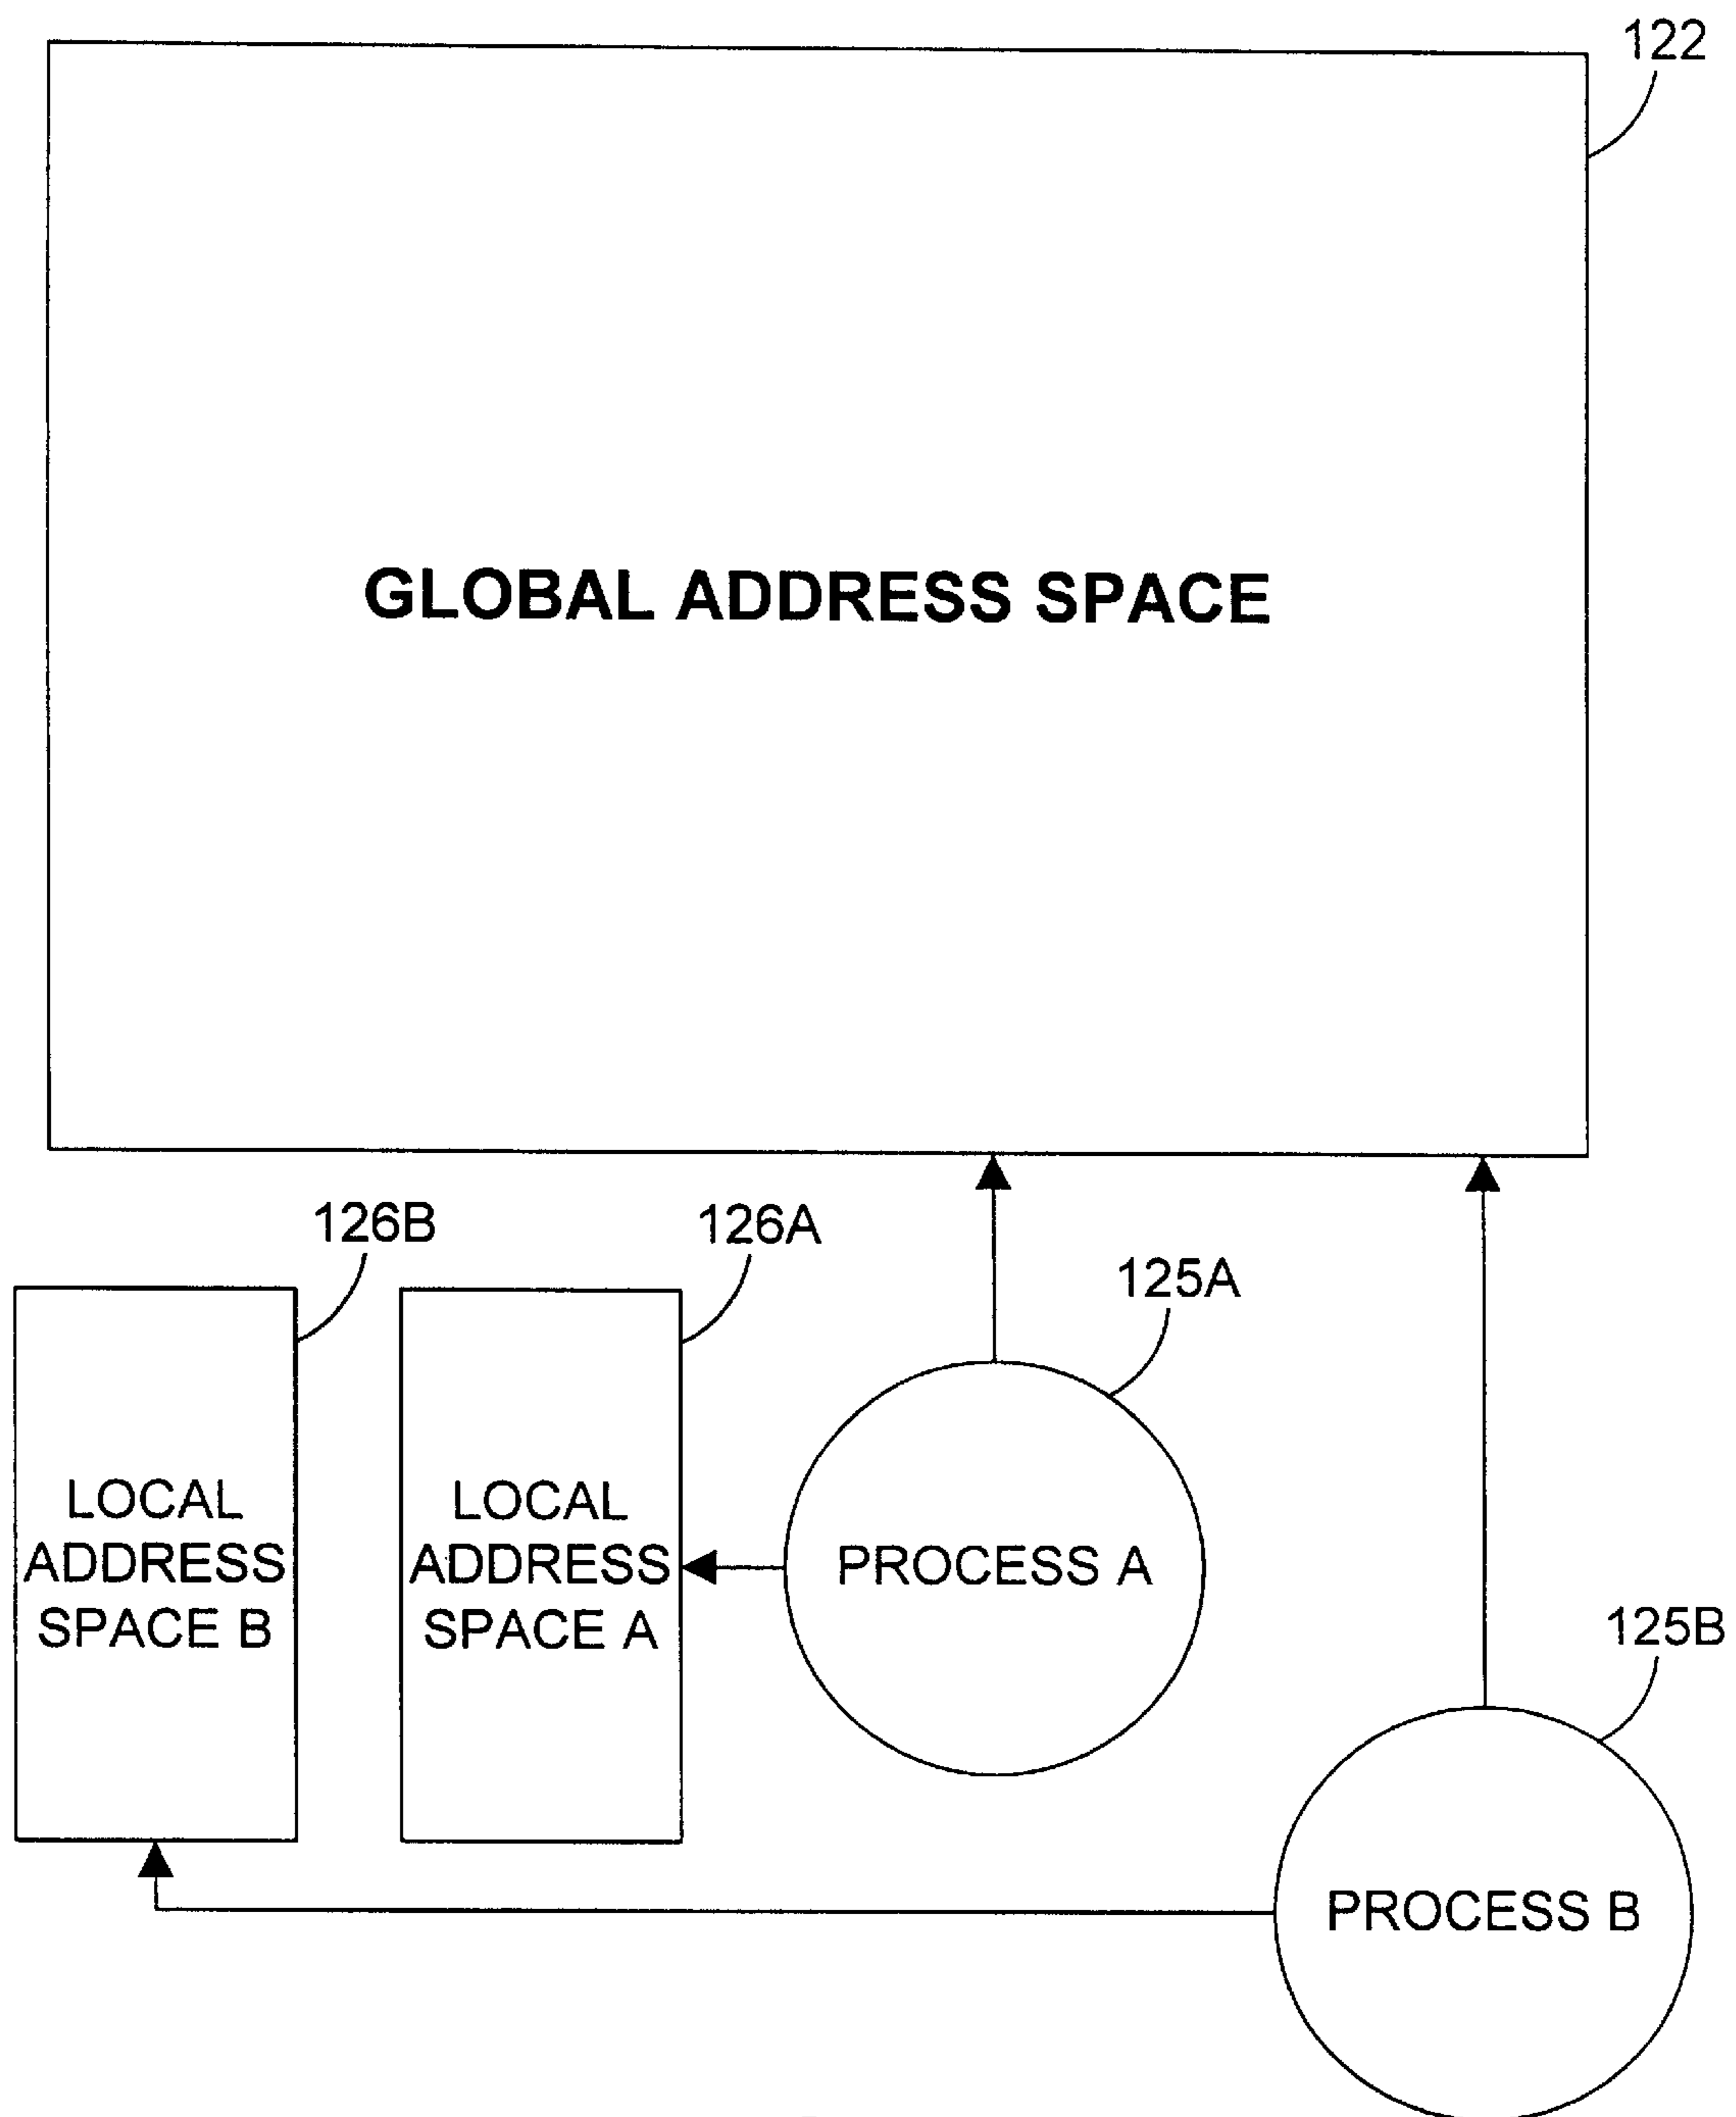 122
GLOBAL ADDRESS SPACE
126B
126A
125A
LOCAL
ADDRESS
SPACE B
LOCAL
ADDRESS
SPACE A
PROCESS A
125B
PROCESS B